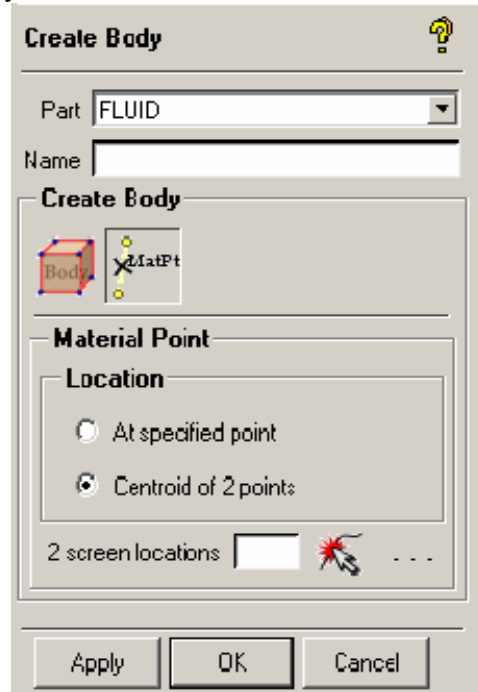 Create Body
Part FLUID
Name
Create Body
Body MatPt
Material Point
Location
At specified point
Centroid of 2 points
2 screen locations ...
Apply OK Cancel